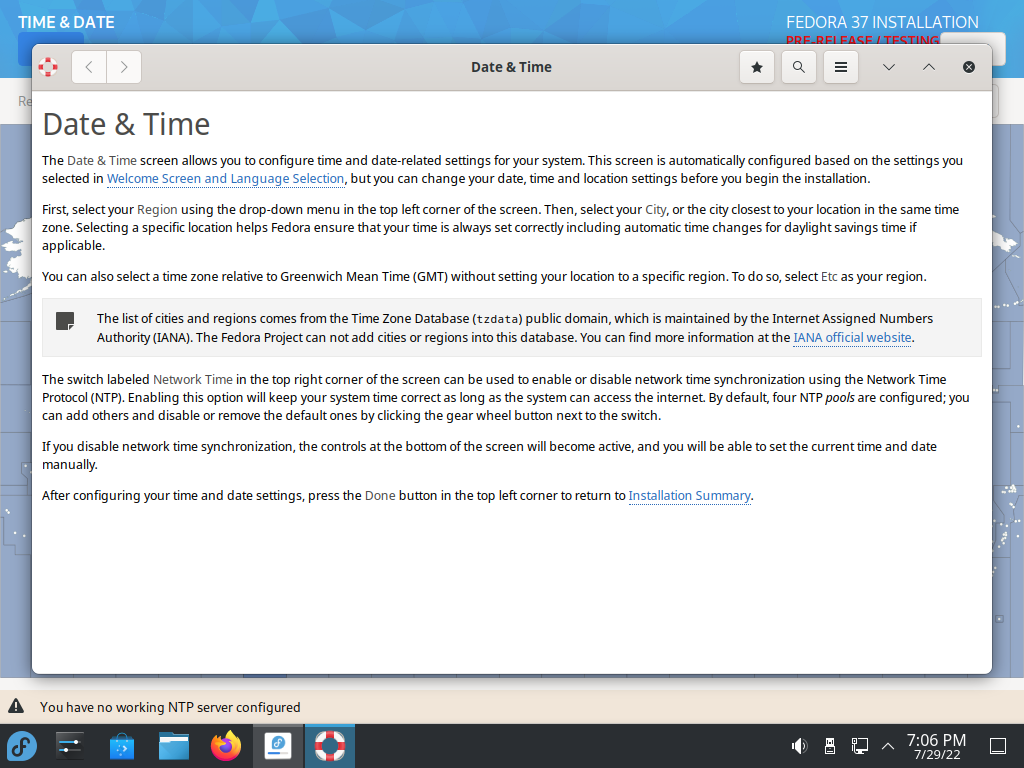 TIME & DATE
FEDORA 37 INSTALLATION
PRE-RELEASE / TESTING
Date & Time
Re
Date & Time
The Date & Time screen allows you to configure time and date-related settings for your system. This screen is automatically configured based on the settings you
selected in Welcome Screen and Language Selection, but you can change your date, time and location settings before you begin the installation.
First, select your Region using the drop-down menu in the top left corner of the screen. Then, select your City, or the city closest to your location in the same time
zone. Selecting a specific location helps Fedora ensure that your time is always set correctly including automatic time changes for daylight savings time if
applicable.
You can also select a time zone relative to Greenwich Mean Time (GMT) without setting your location to a specific region. To do so, select Etc as your region.
The list of cities and regions comes from the Time Zone Database (tzdata) public domain, which is maintained by the Internet Assigned Numbers
Authority (IANA). The Fedora Project can not add cities or regions into this database. You can find more information at the IANA official website.
The switch labeled Network Time in the top right corner of the screen can be used to enable or disable network time synchronization using the Network Time
Protocol (NTP). Enabling this option will keep your system time correct as long as the system can access the internet. By default, four NTP pools are configured; you
can add others and disable or remove the default ones by clicking the gear wheel button next to the switch.
If you disable network time synchronization, the controls at the bottom of the screen will become active, and you will be able to set the current time and date
manually.
After configuring your time and date settings, press the Done button in the top left corner to return to Installation Summary.
You have no working NTP server configured
7:06 PM
7/29/22